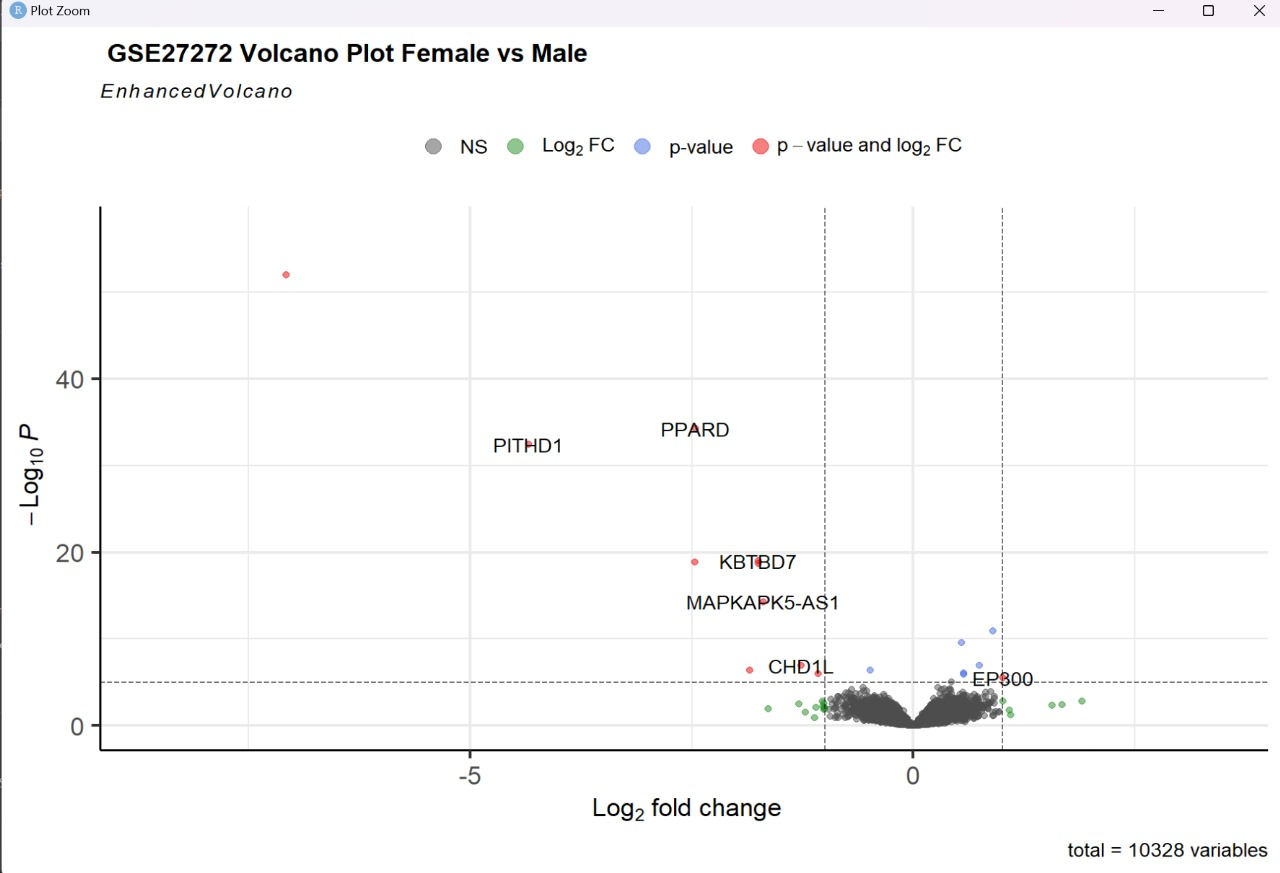 R Plot Zoom
GSE27272 Volcano Plot Female vs Male
EnhancedVolcano
NS Log2 FC p-value p – value and log2 FC
– Log10 P
40
20
0
PPARD
PITHD1
KBTBD7
MAPKAPK5-AS1
CHD1L
EP300
-5 0
Log2 fold change
total = 10328 variables